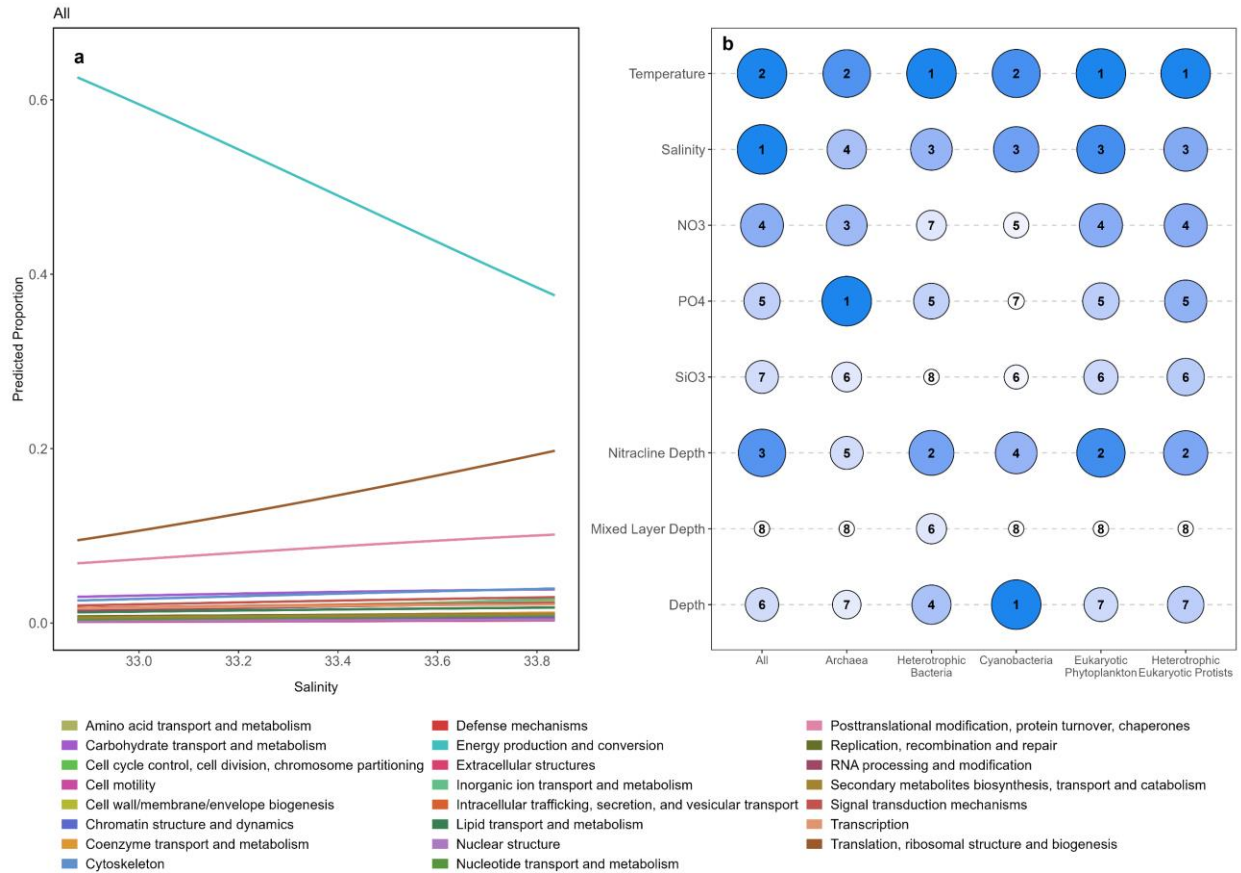 All
a
Predicted Proportion
0.6
0.4
0.2
0.0
33.0 33.2 33.4 33.6 33.8
Salinity
b
Temperature 2 2 1 2 1 1
Salinity 1 4 3 3 3 3
NO3 4 3 7 5 4 4
PO4 5 1 5 7 5 5
SiO3 7 6 8 6 6 6
Nitracline Depth 3 5 2 4 2 2
Mixed Layer Depth 8 8 6 8 8 8
Depth 6 7 4 1 7 7
All Archaea Heterotrophic Cyanobacteria Eukaryotic Heterotrophic
Bacteria Phytoplankton Eukaryotic Protists
Amino acid transport and metabolism
Carbohydrate transport and metabolism
Cell cycle control, cell division, chromosome partitioning
Cell motility
Cell wall/membrane/envelope biogenesis
Chromatin structure and dynamics
Coenzyme transport and metabolism
Cytoskeleton
Defense mechanisms
Energy production and conversion
Extracellular structures
Inorganic ion transport and metabolism
Intracellular trafficking, secretion, and vesicular transport
Lipid transport and metabolism
Nuclear structure
Nucleotide transport and metabolism
Posttranslational modification, protein turnover, chaperones
Replication, recombination and repair
RNA processing and modification
Secondary metabolites biosynthesis, transport and catabolism
Signal transduction mechanisms
Transcription
Translation, ribosomal structure and biogenesis